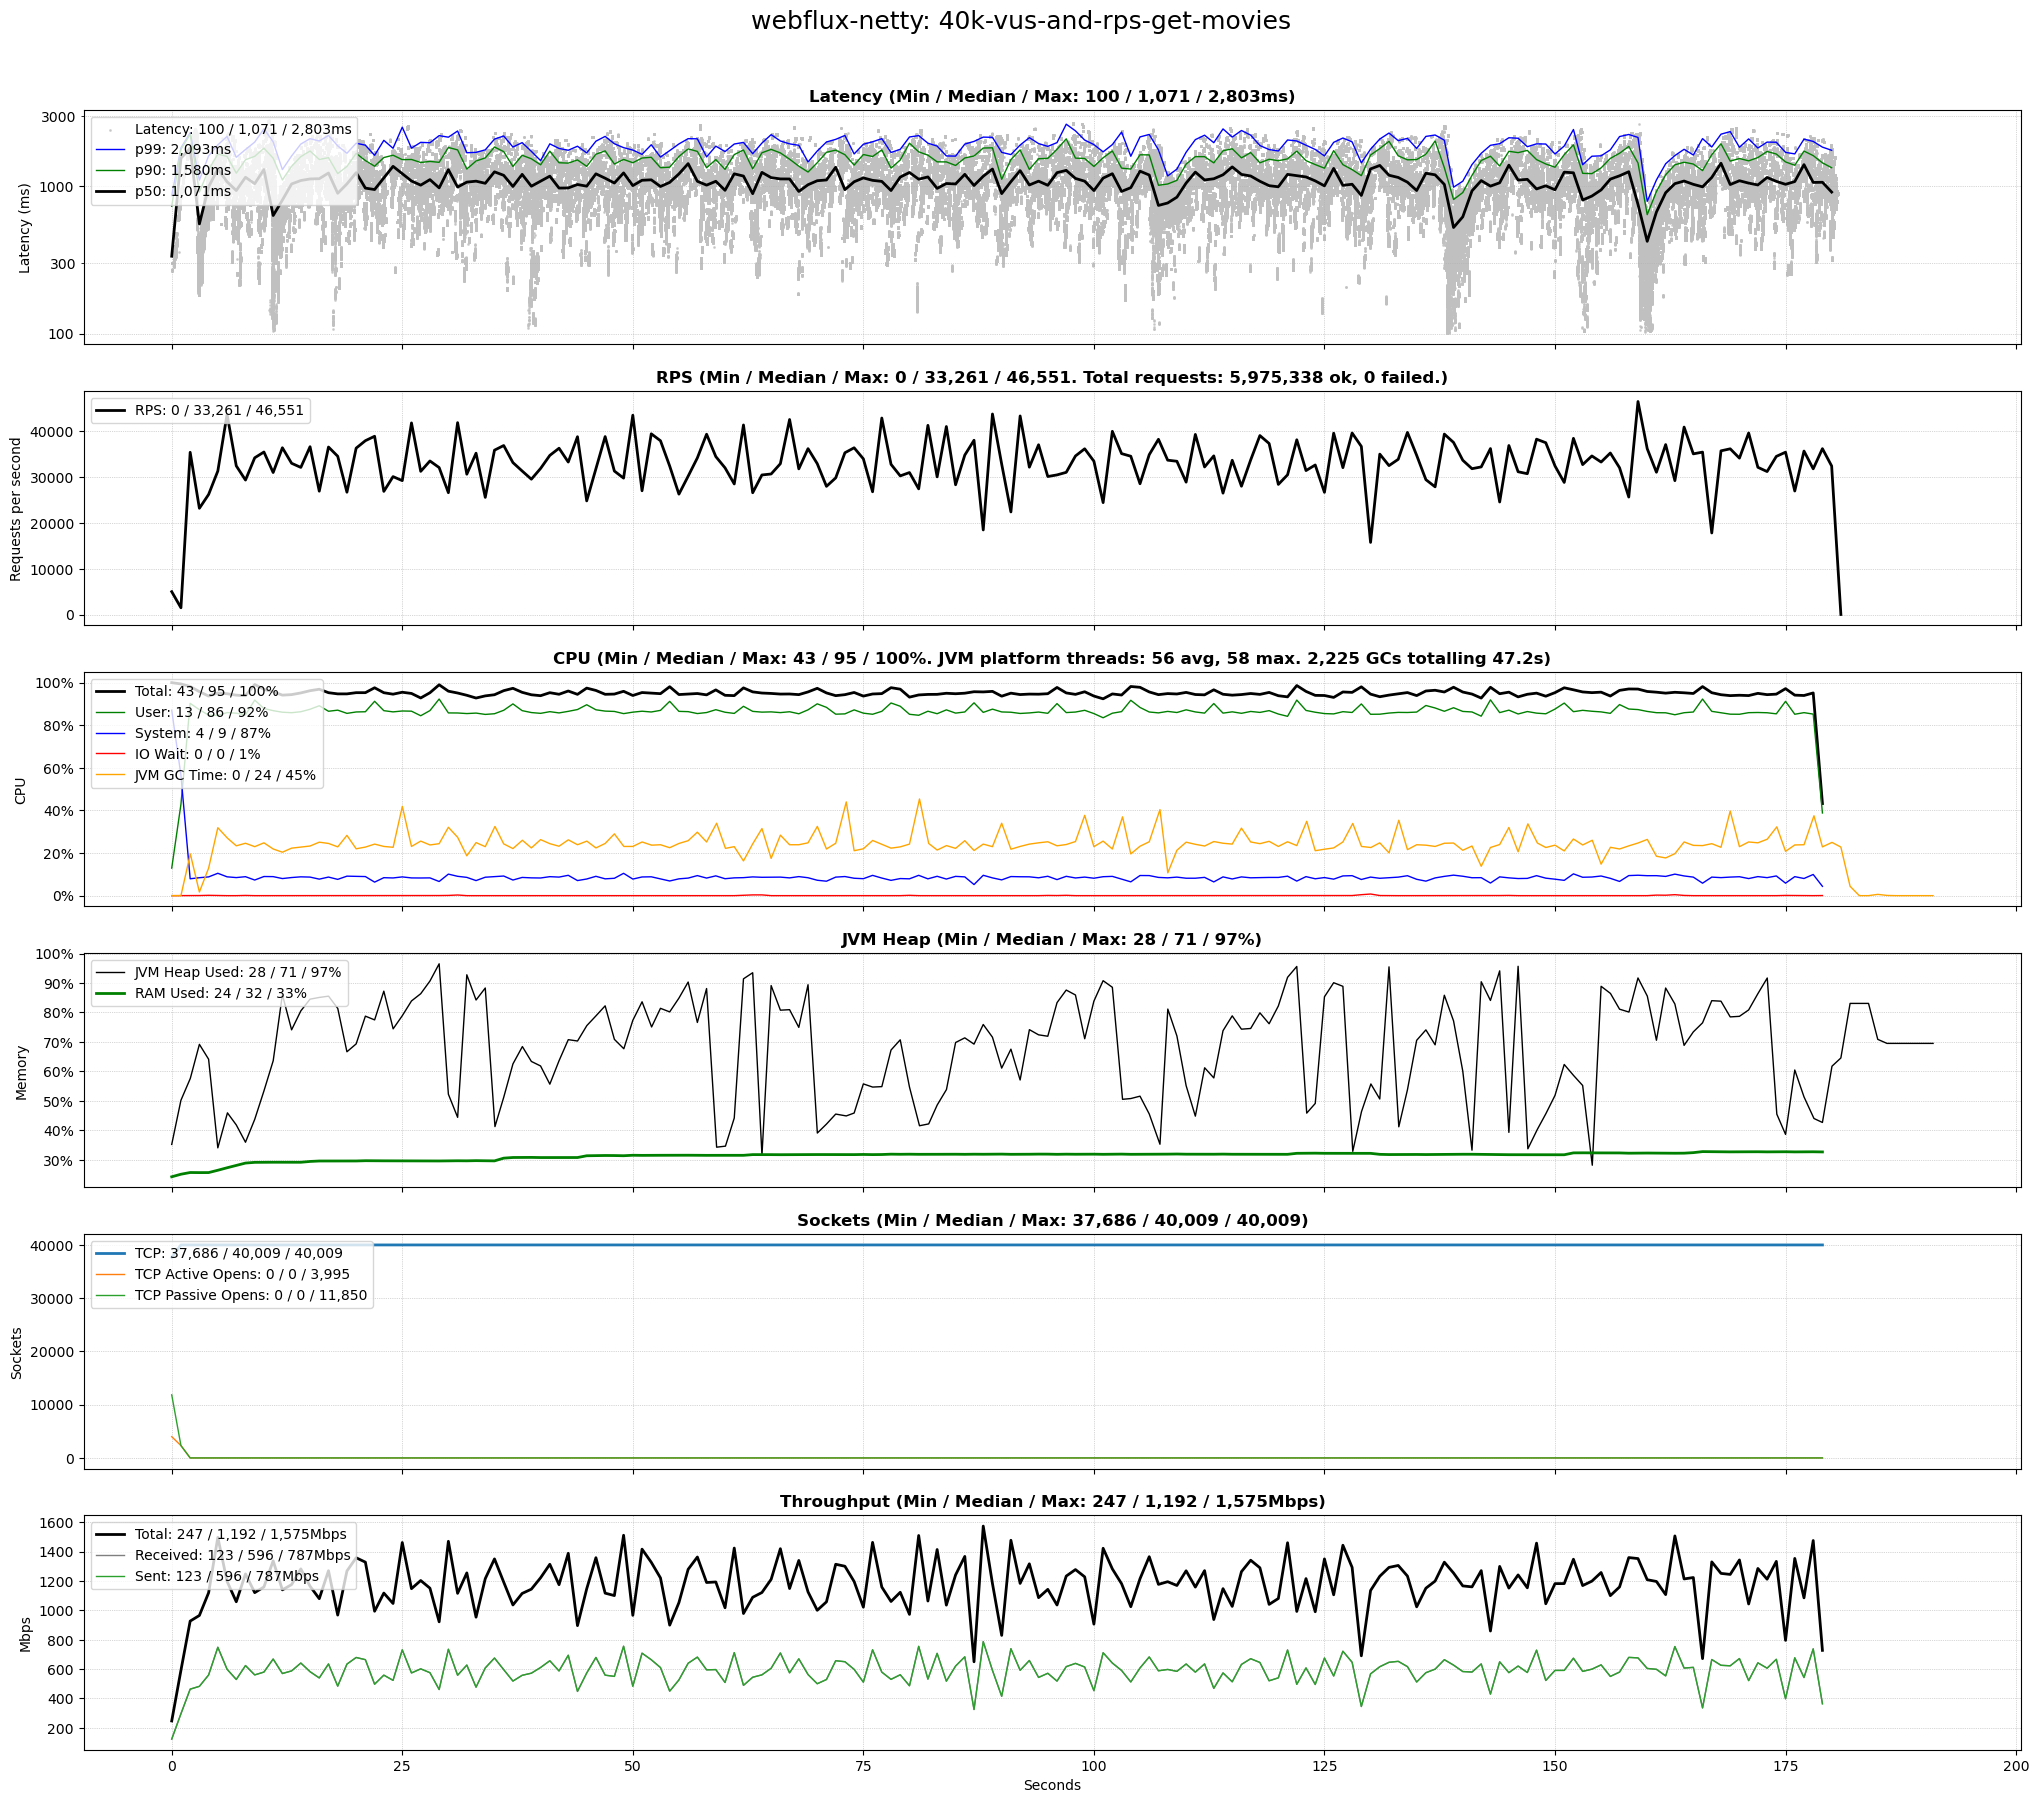 webflux-netty: 40k-vus-and-rps-get-movies
Latency (Min / Median / Max: 100 / 1,071 / 2,803ms)
Latency (ms)
3000
1000
300
100
Latency: 100 / 1,071 / 2,803ms
p99: 2,093ms
p90: 1,580ms
p50: 1,071ms
RPS (Min / Median / Max: 0 / 33,261 / 46,551. Total requests: 5,975,338 ok, 0 failed.)
Requests per second
40000
30000
20000
10000
0
RPS: 0 / 33,261 / 46,551
CPU (Min / Median / Max: 43 / 95 / 100%. JVM platform threads: 56 avg, 58 max. 2,225 GCs totalling 47.2s)
CPU
100%
80%
60%
40%
20%
0%
Total: 43 / 95 / 100%
User: 13 / 86 / 92%
System: 4 / 9 / 87%
IO Wait: 0 / 0 / 1%
JVM GC Time: 0 / 24 / 45%
JVM Heap (Min / Median / Max: 28 / 71 / 97%)
Memory
100%
90%
80%
70%
60%
50%
40%
30%
JVM Heap Used: 28 / 71 / 97%
RAM Used: 24 / 32 / 33%
Sockets (Min / Median / Max: 37,686 / 40,009 / 40,009)
Sockets
40000
30000
20000
10000
0
TCP: 37,686 / 40,009 / 40,009
TCP Active Opens: 0 / 0 / 3,995
TCP Passive Opens: 0 / 0 / 11,850
Throughput (Min / Median / Max: 247 / 1,192 / 1,575Mbps)
Mbps
1600
1400
1200
1000
800
600
400
200
Total: 247 / 1,192 / 1,575Mbps
Received: 123 / 596 / 787Mbps
Sent: 123 / 596 / 787Mbps
0 25 50 75 100 125 150 175 200
Seconds